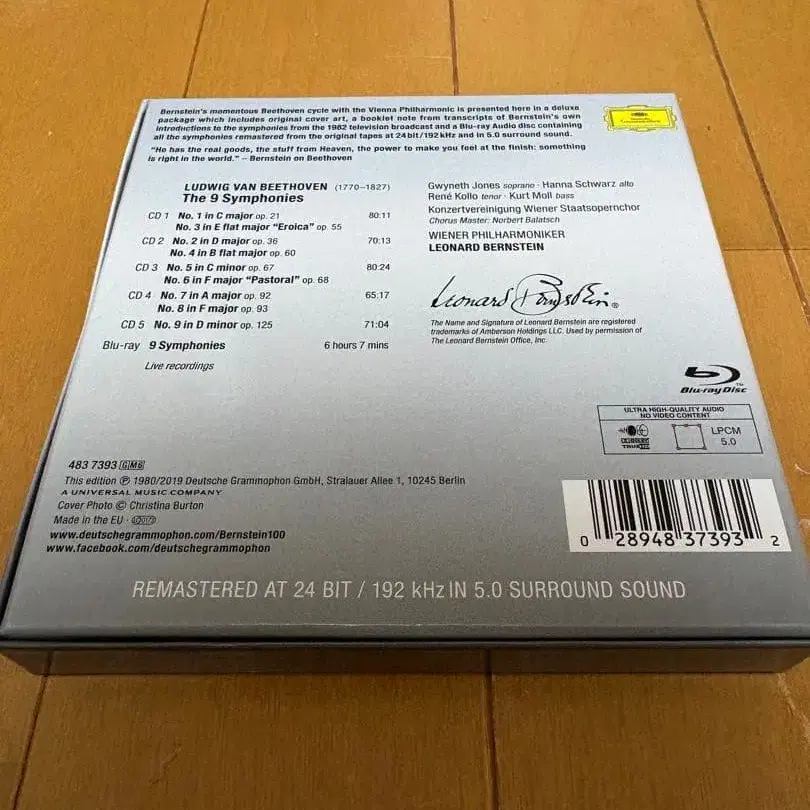 Bernstein's momentous Beethoven cycle with the Vienna Philharmonic is presented here in a deluxe
package which includes original cover art, a booklet note from transcripts of Bernstein's own
introductions to the symphonies from the 1982 television broadcast and a Blu-ray Audio disc containing
all the symphonies remastered from the original tapes at 24 bit/192 kHz and in 5.0 surround sound.
"He has the real goods, the stuff from Heaven, the power to make you feel at the finish: something
is right in the world." – Bernstein on Beethoven
Deutsche Grammophon
LUDWIG VAN BEETHOVEN (1770–1827)
The 9 Symphonies
CD 1 No. 1 in C major op. 21 80:11
No. 3 in E flat major "Eroica" op. 55
CD 2 No. 2 in D major op. 36 70:13
No. 4 in B flat major op. 60
CD 3 No. 5 in C minor op. 67 80:24
No. 6 in F major "Pastoral" op. 68
CD 4 No. 7 in A major op. 92 65:17
No. 8 in F major op. 93
CD 5 No. 9 in D minor op. 125 71:04
Blu-ray 9 Symphonies 6 hours 7 mins
Live recordings
Gwyneth Jones soprano · Hanna Schwarz alto
René Kollo tenor · Kurt Moll bass
Konzertvereinigung Wiener Staatsopernchor
Chorus Master: Norbert Balatsch
WIENER PHILHARMONIKER
LEONARD BERNSTEIN
Leonard Bernstein ®
The Name and Signature of Leonard Bernstein are registered
trademarks of Amberson Holdings LLC. Used by permission of
The Leonard Bernstein Office, Inc.
Blu-ray Disc™
ULTRA HIGH-QUALITY AUDIO
NO VIDEO CONTENT
LPCM
5.0
483 7393 GMB
This edition ℗ 1980/2019 Deutsche Grammophon GmbH, Stralauer Allee 1, 10245 Berlin
A UNIVERSAL MUSIC COMPANY
Cover Photo © Christina Burton
Made in the EU ·
www.deutschegrammophon.com/Bernstein100
www.facebook.com/deutschegrammophon
0 28948 37393 2
REMASTERED AT 24 BIT / 192 kHz IN 5.0 SURROUND SOUND